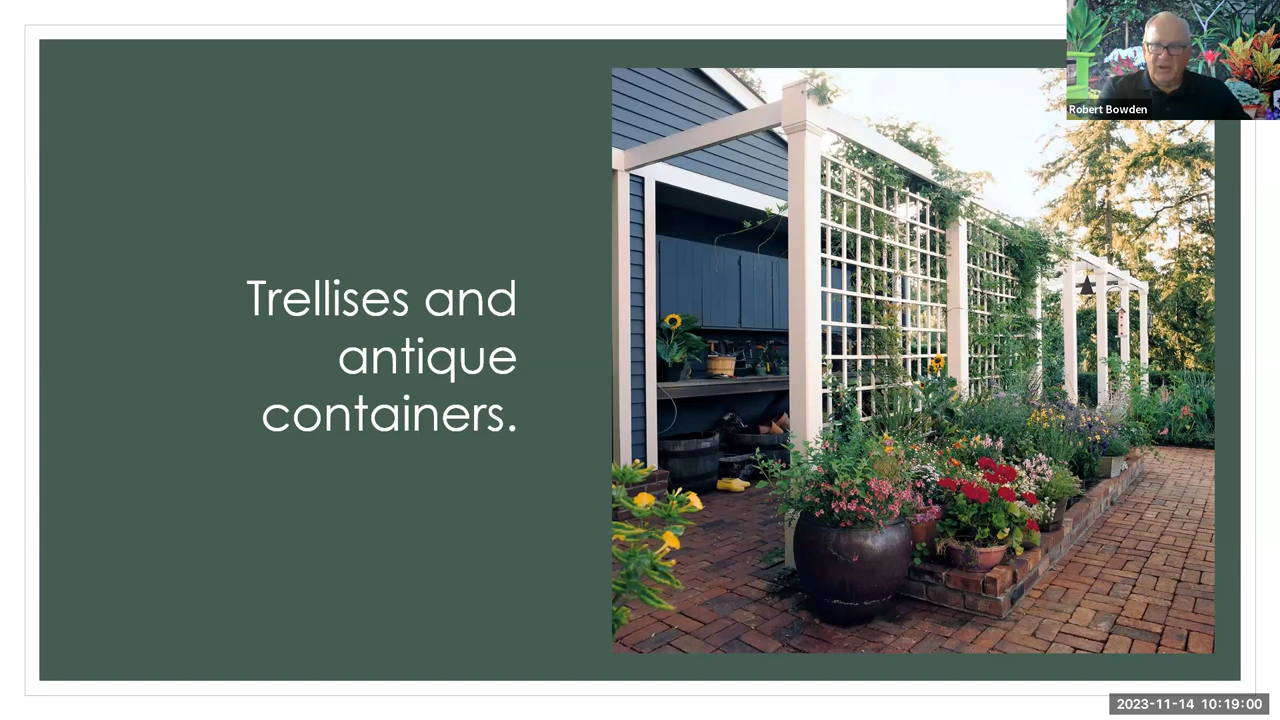 Robert Bowden
Trellises and
antique
containers.
2023-11-14 10:19:00